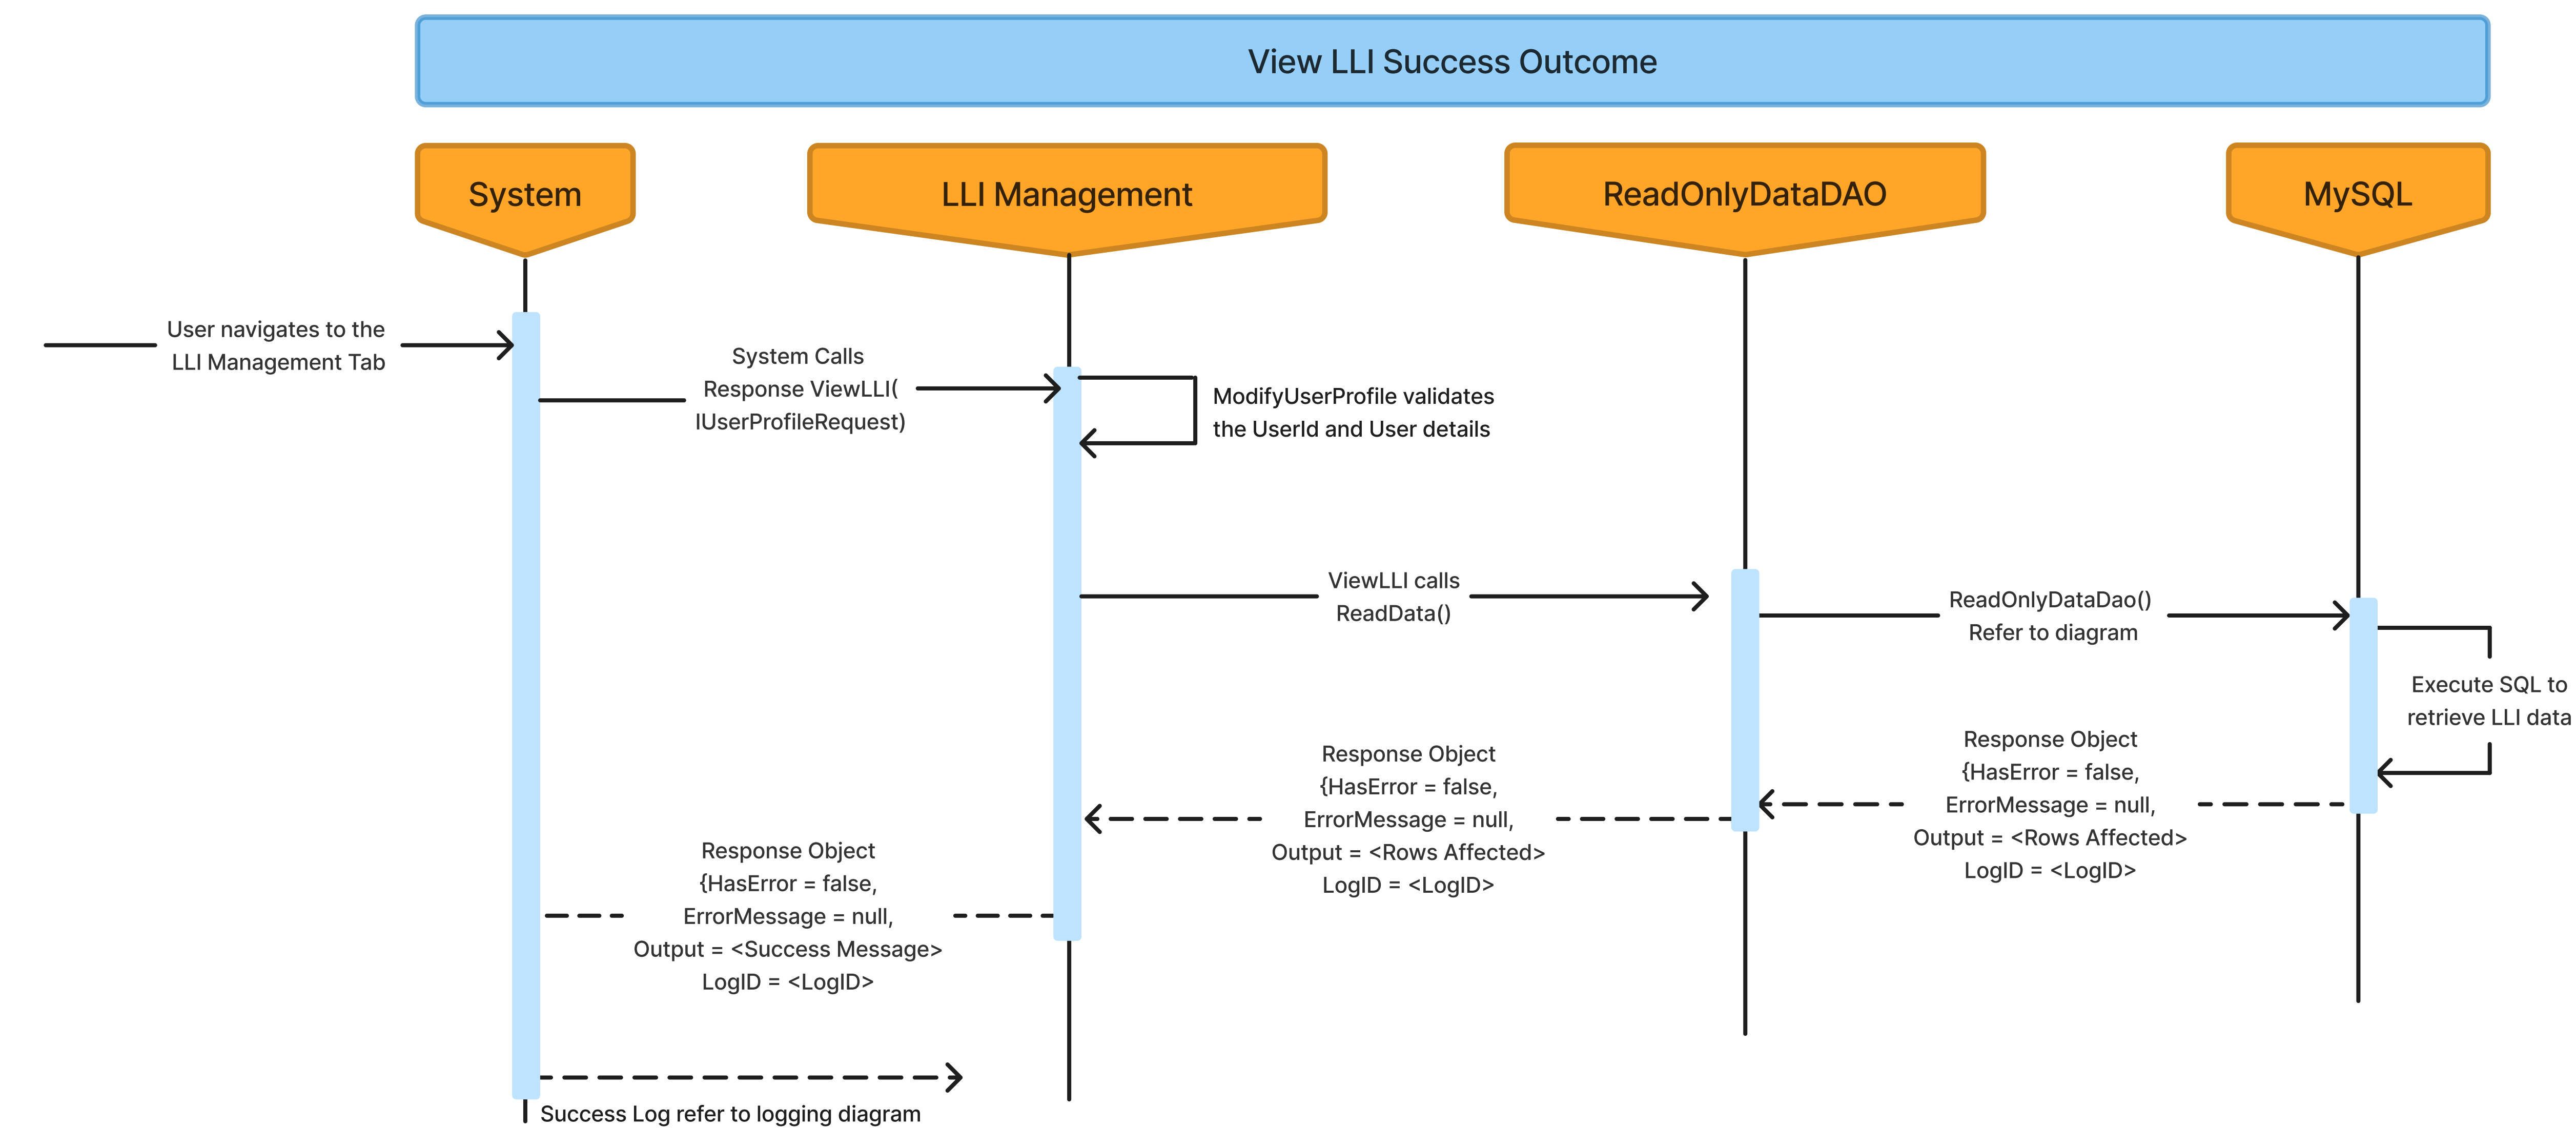 View LLI Success Outcome
System
LLI Management
ReadOnlyDataDAO
MySQL
User navigates to the
LLI Management Tab
System Calls
Response ViewLLI(
IUserProfileRequest)
ModifyUserProfile validates
the UserId and User details
ViewLLI calls
ReadData()
ReadOnlyDataDao()
Refer to diagram
Execute SQL to
retrieve LLI data
Response Object
{HasError = false,
ErrorMessage = null,
Output = <Rows Affected>
LogID = <LogID>
Response Object
{HasError = false,
ErrorMessage = null,
Output = <Rows Affected>
LogID = <LogID>
Response Object
{HasError = false,
ErrorMessage = null,
Output = <Success Message>
LogID = <LogID>
Success Log refer to logging diagram